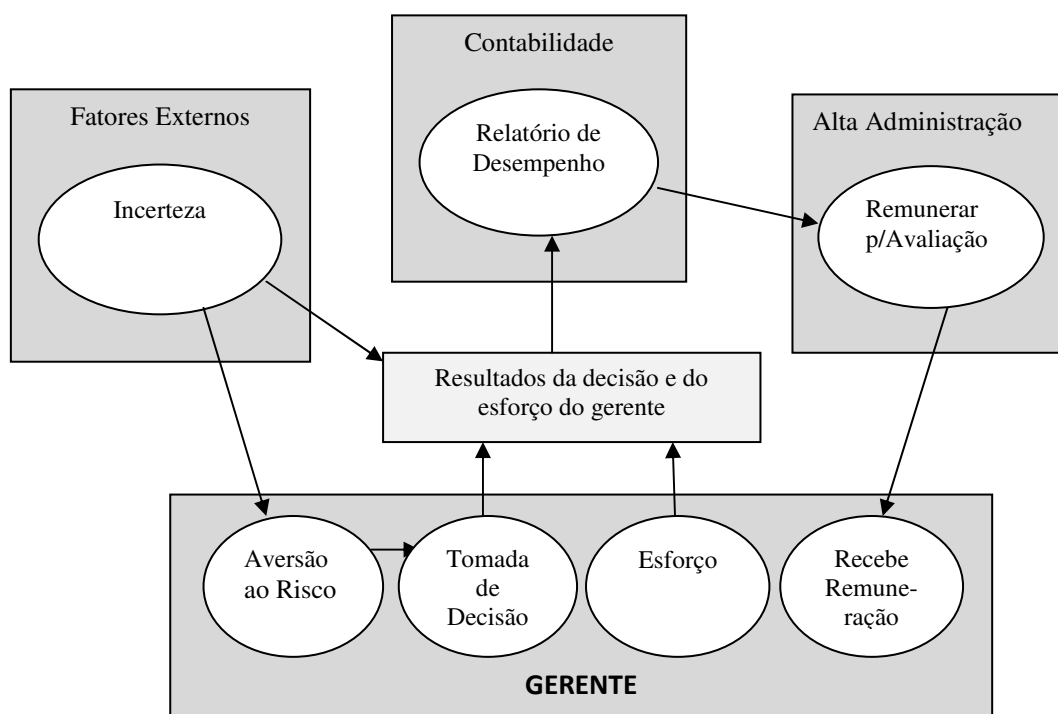 Contabilidade
Relatório de
Desempenho
Fatores Externos
Incerteza
Alta Administração
Remunerar
p/Avaliação
Resultados da decisão e do
esforço do gerente
Aversão
ao Risco
Tomada
de
Decisão
Esforço
Recebe
Remune-
ração
GERENTE